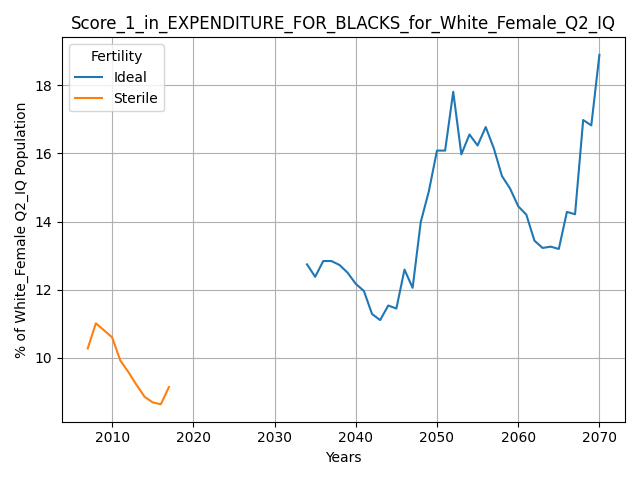 Score_1_in_EXPENDITURE_FOR_BLACKS_for_White_Female_Q2_IQ
Fertility
Ideal
Sterile
% of White_Female Q2_IQ Population
18
16
14
12
10
2010 2020 2030 2040 2050 2060 2070
Years